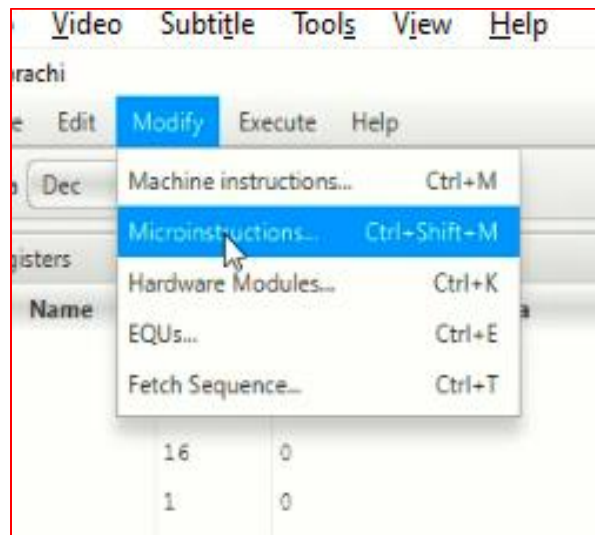 Video Subtitle Tools View Help
orachi
e Edit Modify Execute Help
a Dec
Machine instructions... Ctrl+M
Microinstructions... Ctrl+Shift+M
gisters
Hardware Modules... Ctrl+K
Name a
EQUs... Ctrl+E
Fetch Sequence... Ctrl+T
16 0
1 0